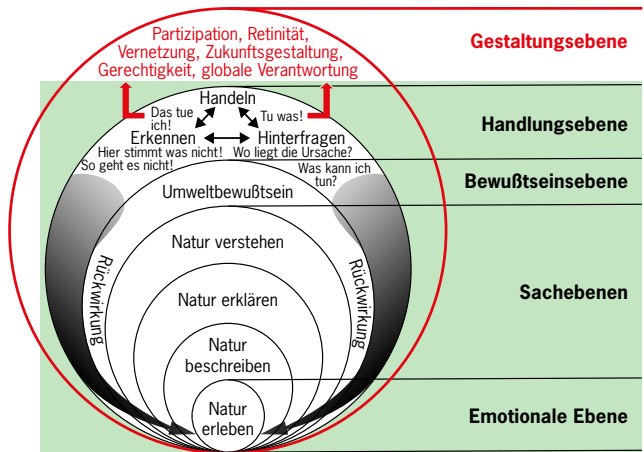 Partizipation, Retinität,
Vernetzung, Zukunftsgestaltung,
Gerechtigkeit, globale Verantwortung
Gestaltungsebene
Handeln
Das tue
ich!
Tu was!
Erkennen
Hinterfragen
Handlungsebene
Hier stimmt was nicht!
Wo liegt die Ursache?
So geht es nicht!
Was kann ich
tun?
Umweltbewußtsein
Bewußtseinsebene
Natur verstehen
Rückwirkung
Rückwirkung
Natur erklären
Sachebenen
Natur
beschreiben
Natur
erleben
Emotionale Ebene